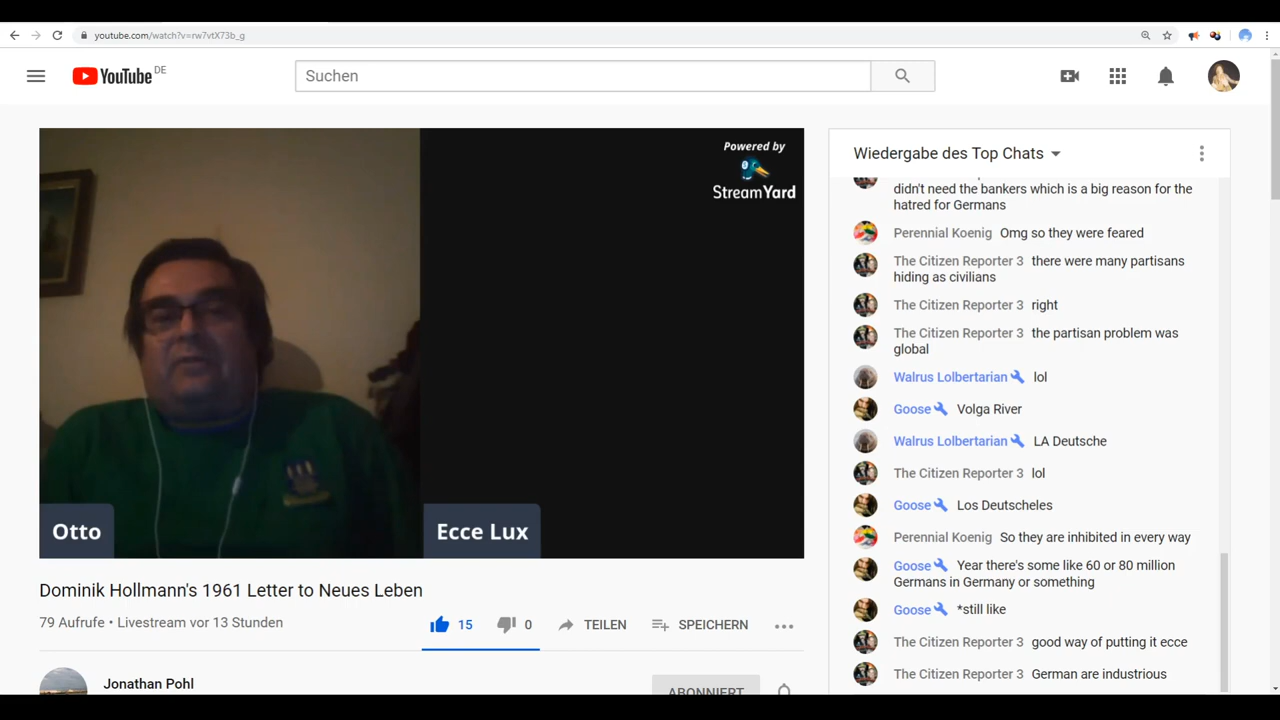 youtube.com/watch?v=rw7vtX73b_g
YouTube DE
Suchen
Powered by
StreamYard
Otto
Ecce Lux
Dominik Hollmann's 1961 Letter to Neues Leben
79 Aufrufe • Livestream vor 13 Stunden
15
0
TEILEN
SPEICHERN
Jonathan Pohl
ABONNIERT
Wiedergabe des Top Chats
didn't need the bankers which is a big reason for the
hatred for Germans
Perennial Koenig Omg so they were feared
The Citizen Reporter 3 there were many partisans
hiding as civilians
The Citizen Reporter 3 right
The Citizen Reporter 3 the partisan problem was
global
Walrus Lolbertarian lol
Goose Volga River
Walrus Lolbertarian LA Deutsche
The Citizen Reporter 3 lol
Goose Los Deutscheles
Perennial Koenig So they are inhibited in every way
Goose Year there's some like 60 or 80 million
Germans in Germany or something
Goose *still like
The Citizen Reporter 3 good way of putting it ecce
The Citizen Reporter 3 German are industrious